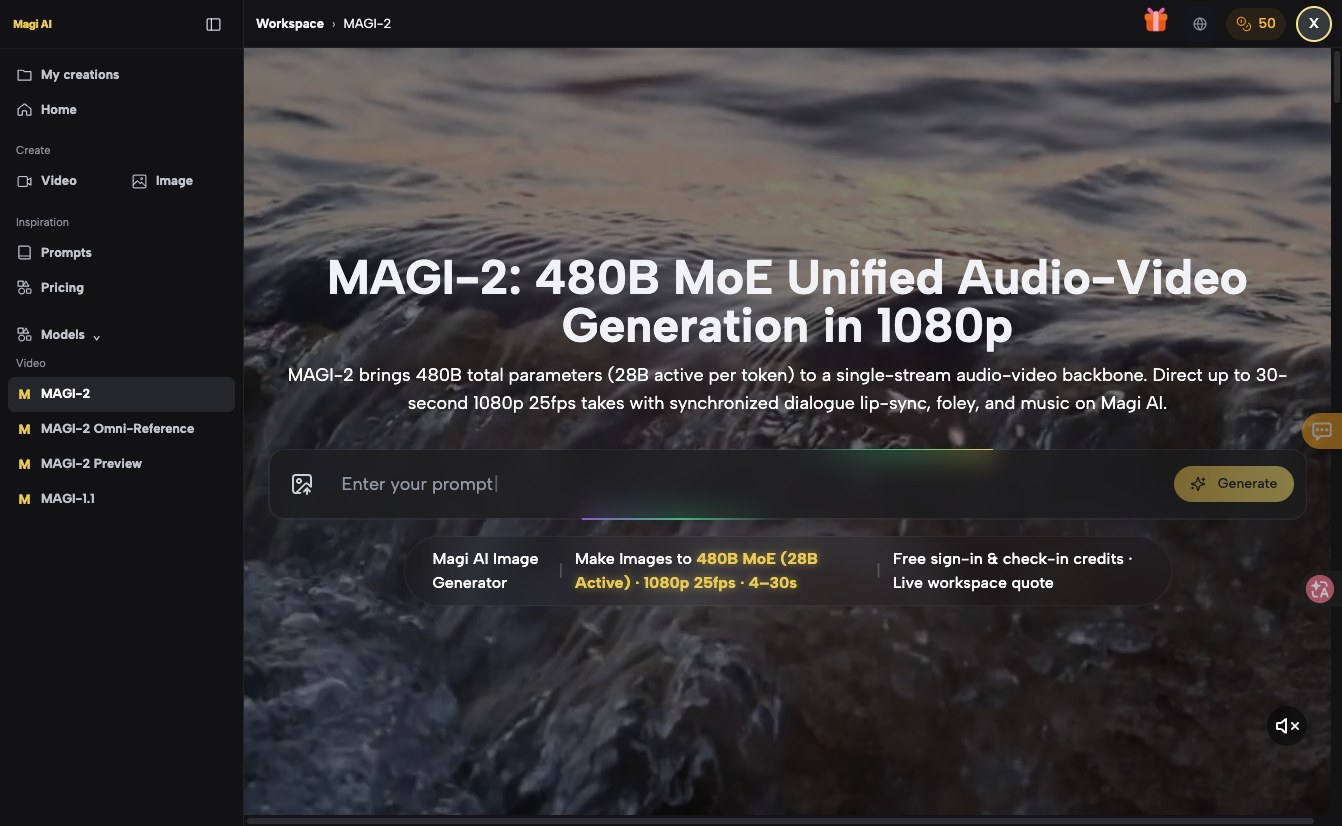 Magi AI
Workspace › MAGI-2
50
X
My creations
Home
Create
Video
Image
Inspiration
Prompts
Pricing
Models
Video
M MAGI-2
M MAGI-2 Omni-Reference
M MAGI-2 Preview
M MAGI-1.1
MAGI-2: 480B MoE Unified Audio-Video
Generation in 1080p
MAGI-2 brings 480B total parameters (28B active per token) to a single-stream audio-video backbone. Direct up to 30-
second 1080p 25fps takes with synchronized dialogue lip-sync, foley, and music on Magi AI.
Enter your prompt|
Generate
Magi AI Image
Generator
Make Images to 480B MoE (28B
Active) · 1080p 25fps · 4–30s
Free sign-in & check-in credits ·
Live workspace quote